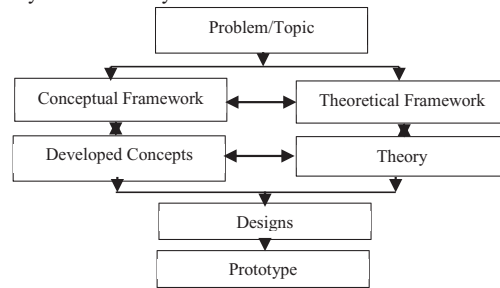 Problem/Topic
Conceptual Framework
Theoretical Framework
Developed Concepts
Theory
Designs
Prototype